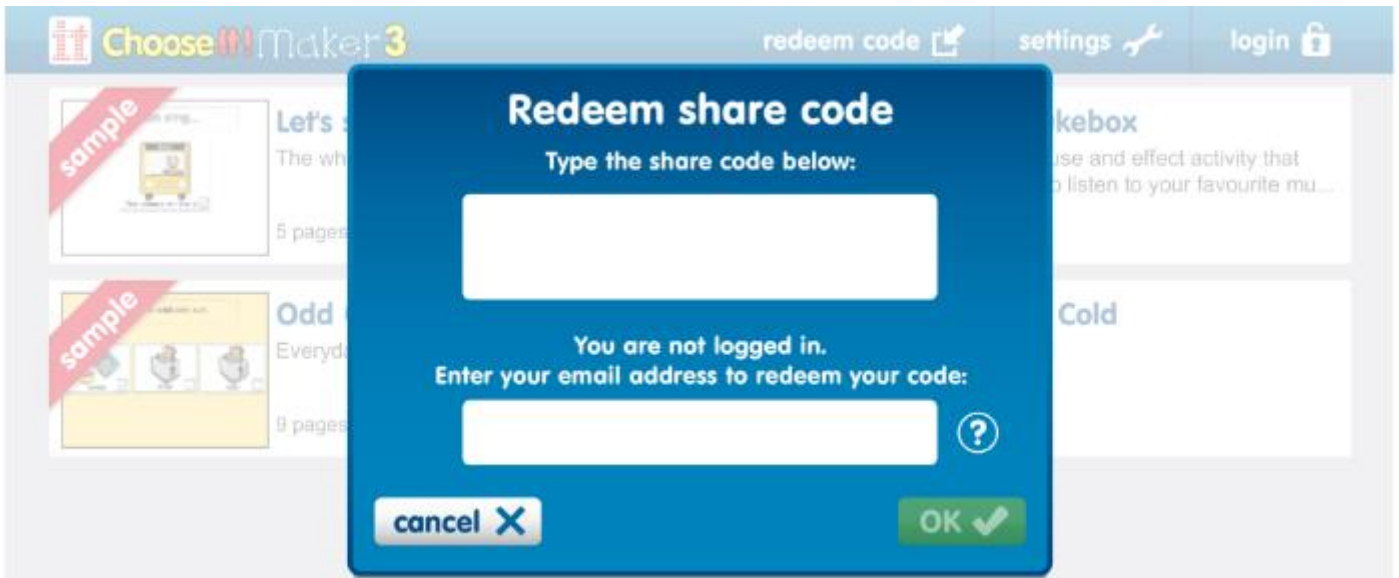 it ChooseIt! Maker 3
redeem code
settings
login
sample
Let's
The wh
5 pages
kebox
use and effect activity that
o listen to your favourite mu...
sample
Odd
Everyd
9 pages
Cold
Redeem share code
Type the share code below:
You are not logged in.
Enter your email address to redeem your code:
?
cancel
OK